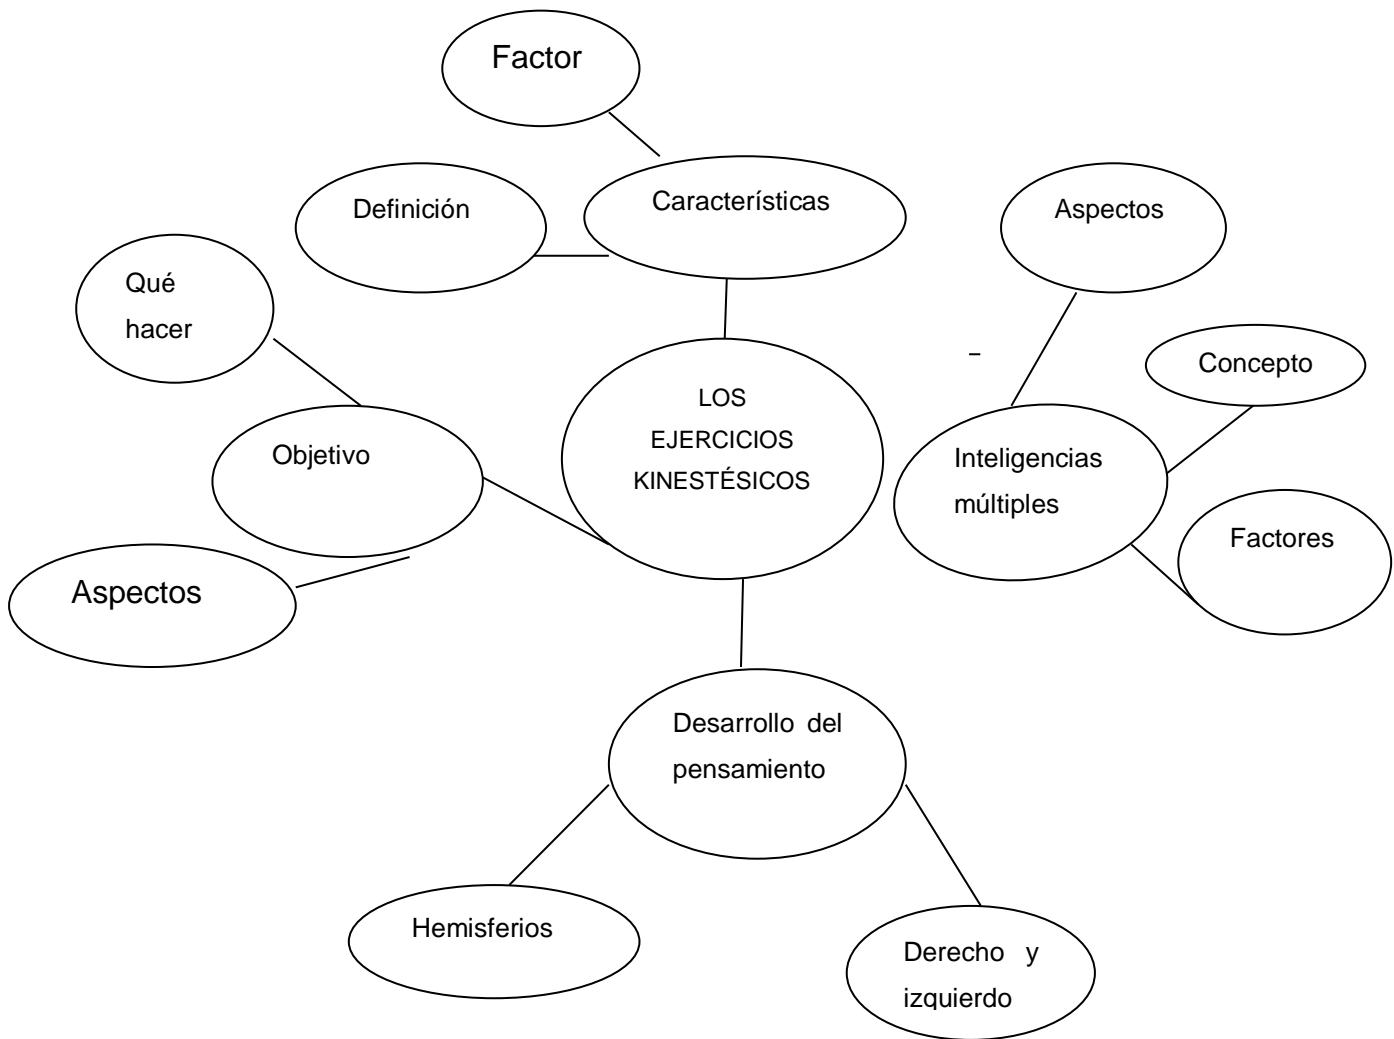 Factor
Definición
Caracterísíticas
Aspectos
Qué
hacer
LOS
EJERCICIOS
KINESTÉSICOS
Concepto
Objetivo
Inteligencias
múltiples
Factores
Aspectos
Desarrollo del
pensamiento
Hemisferios
Derecho y
izquierdo